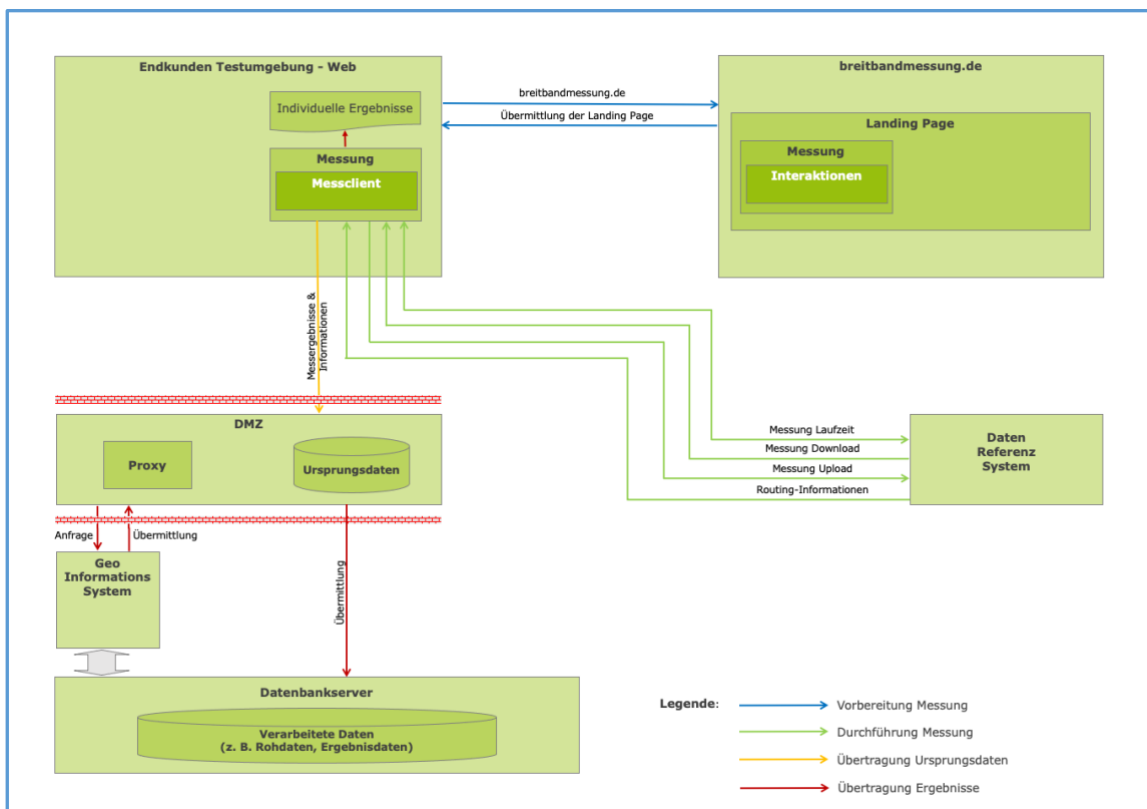 Endkunden Testumgebung - Web
Individuelle Ergebnisse
Messung
Messclient
breitbandmessung.de
Übermittlung der Landing Page
breitbandmessung.de
Landing Page
Messung
Interaktionen
Messergebnisse &
Informationen
DMZ
Proxy
Ursprungsdaten
Messung Laufzeit
Messung Download
Messung Upload
Routing-Informationen
Daten
Referenz
System
Anfrage
Übermittlung
Geo
Informations
System
Übermittlung
Datenbankserver
Verarbeitete Daten
(z. B. Rohdaten, Ergebnisdaten)
Legende:
Vorbereitung Messung
Durchführung Messung
Übertragung Ursprungsdaten
Übertragung Ergebnisse